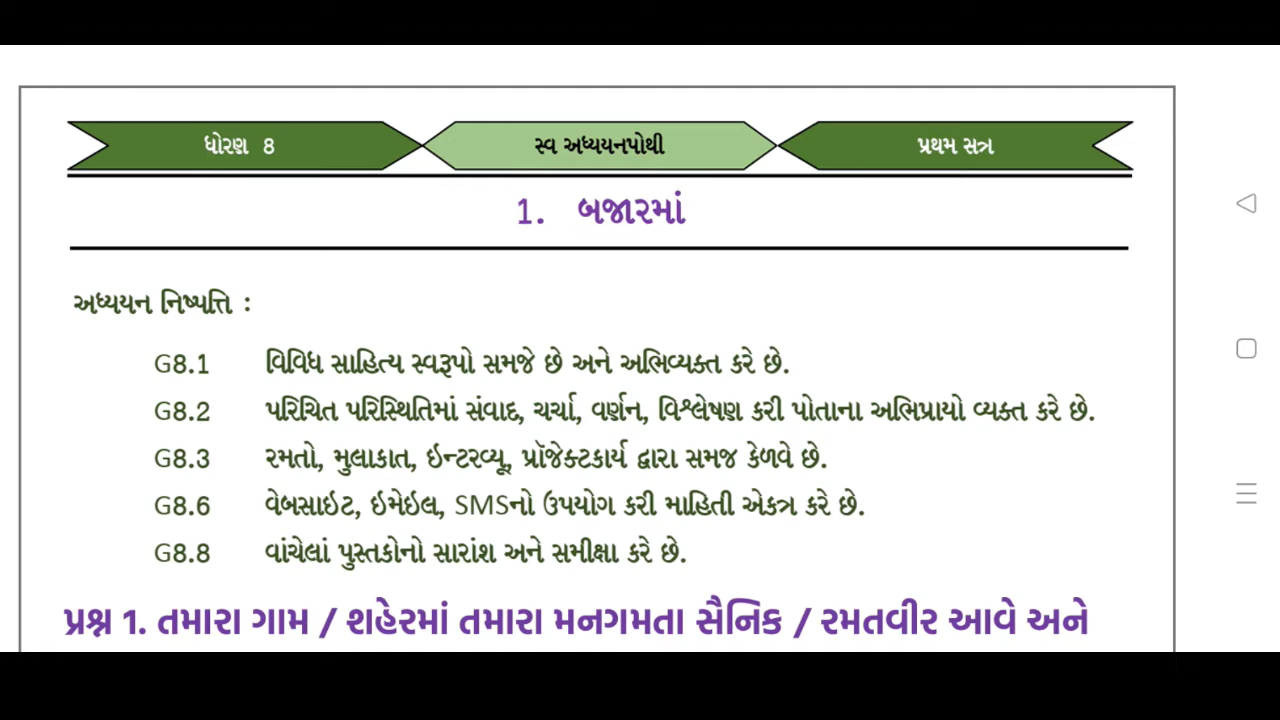 ધોરણ 8 સ્વ અધ્યયનપોથી પ્રથમ સત્ર
1. બજારમાં
અધ્યયન નિષ્પત્તિ :
G8.1 વિવિધ સાહિત્ય સ્વરૂપો સમજે છે અને અભિવ્યક્ત કરે છે.
G8.2 પરિચિત પરિસ્થિતિમાં સંવાદ, ચર્ચા, વર્ણન, વિશ્લેષણ કરી પોતાના અભિપ્રાયો વ્યક્ત કરે છે.
G8.3 રમતો, મુલાકાત, ઇન્ટરવ્યૂ, પ્રૉજેક્ટકાર્ય દ્વારા સમજ કેળવે છે.
G8.6 વેબસાઇટ, ઇમેઇલ, SMSનો ઉપયોગ કરી માહિતી એકત્ર કરે છે.
G8.8 વાંચેલાં પુસ્તકોનો સારાંશ અને સમીક્ષા કરે છે.
પ્રશ્ન 1. તમારા ગામ / શહેરમાં તમારા મનગમતા સૈનિક / રમતવીર આવે અને